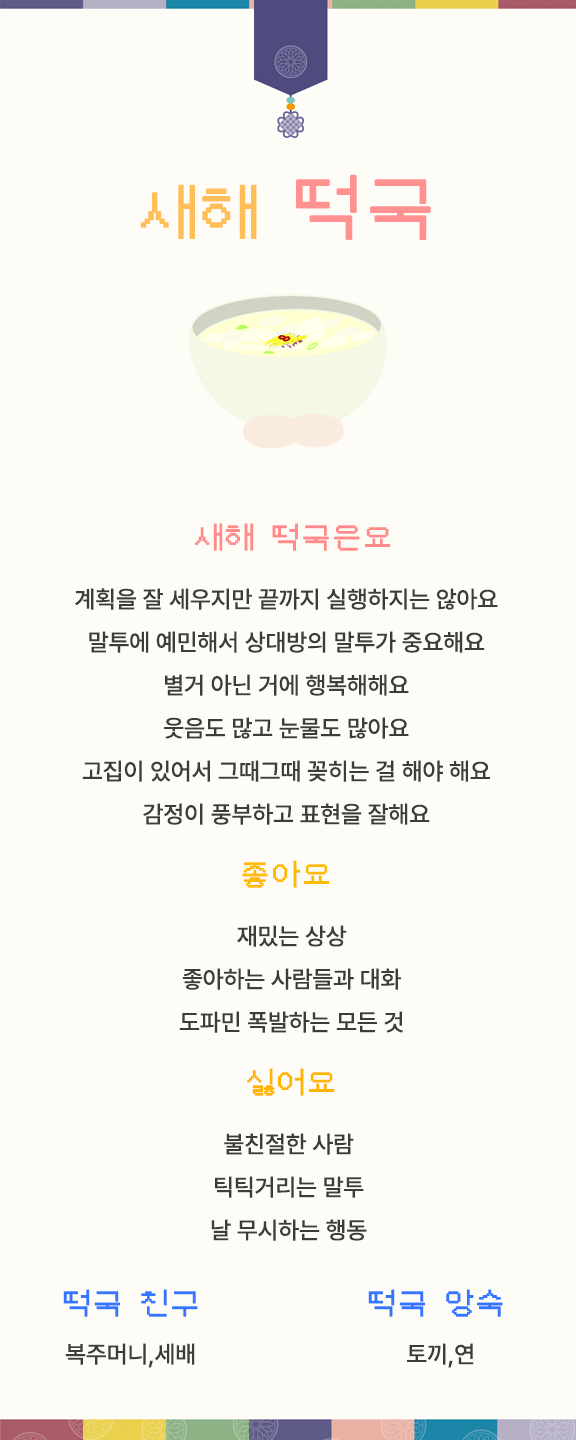 새해 떡국
새해 떡국은요
계획을 잘 세우지만 끝까지 실행하지는 않아요
말투에 예민해서 상대방의 말투가 중요해요
별거 아닌 거에 행복해해요
웃음도 많고 눈물도 많아요
고집이 있어서 그때그때 꽂히는 걸 해야 해요
감정이 풍부하고 표현을 잘해요
좋아요
재밌는 상상
좋아하는 사람들과 대화
도파민 폭발하는 모든 것
싫어요
불친절한 사람
틱틱거리는 말투
날 무시하는 행동
떡국 친구
복주머니,세배
떡국 앙숙
토끼,연